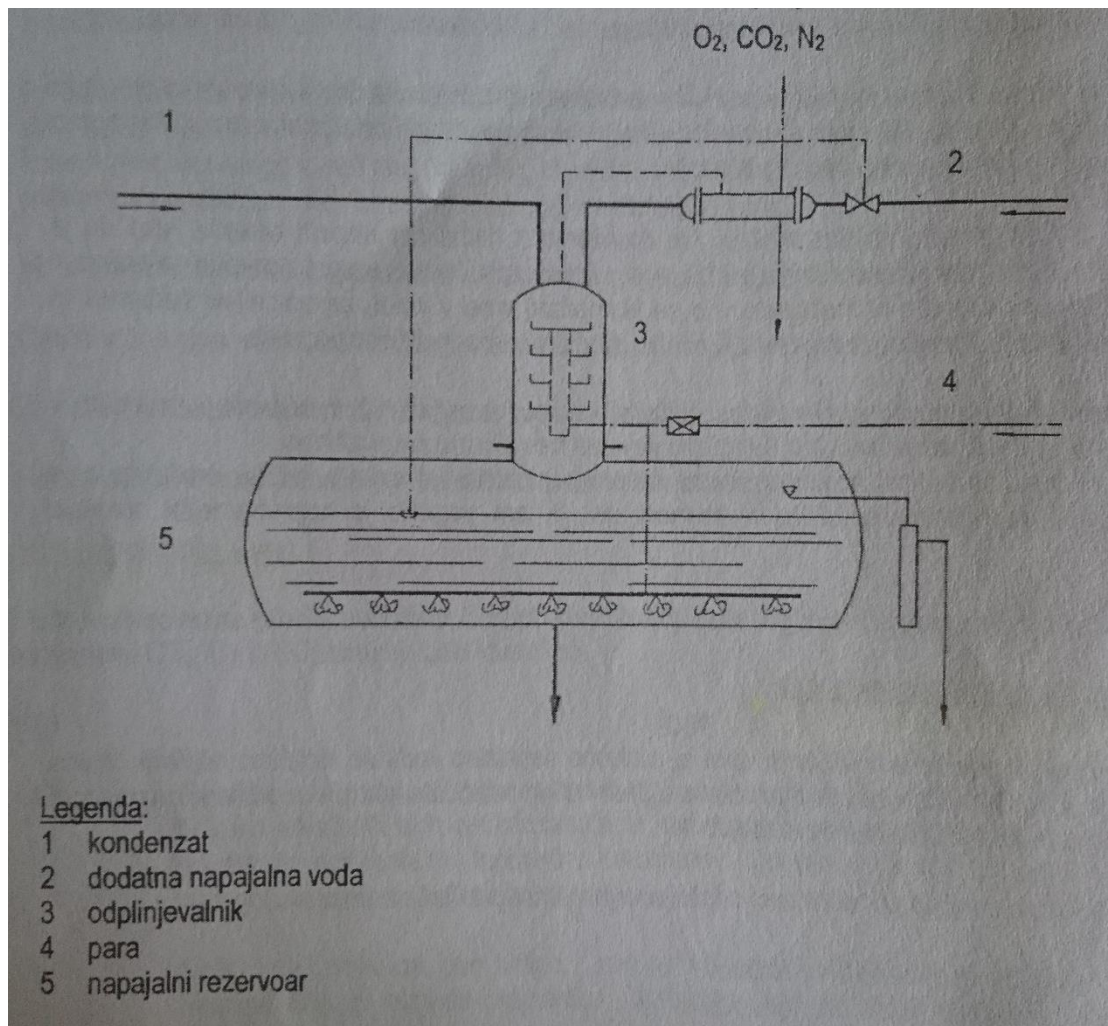 O₂, CO₂, N₂
1
2
3
4
5
Legenda:
1 kondenzat
2 dodatna napajalna voda
3 odplinjevalnik
4 para
5 napajalni rezervoar